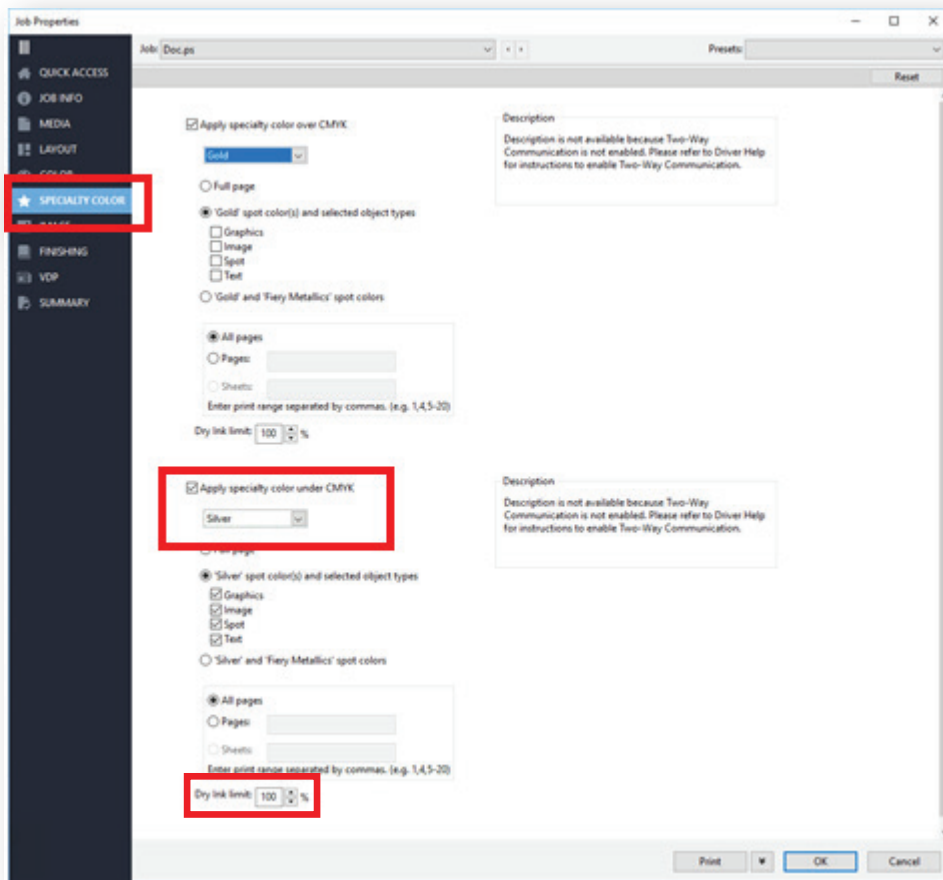 Job Properties
Job: Doc.ps
Presets:
QUICK ACCESS
Reset
JOB INFO
MEDIA
LAYOUT
COLOR
SPECIALTY COLOR
IMAGE
FINISHING
VDP
SUMMARY
Apply specialty color over CMYK
Gold
Full page
'Gold' spot color(s) and selected object types
Graphics
Image
Spot
Text
'Gold' and 'Fiery Metallics' spot colors
All pages
Pages:
Sheets:
Enter print range separated by commas. (e.g. 1,4,5-20)
Dry Ink limit: 100 %
Description
Description is not available because Two-Way
Communication is not enabled. Please refer to Driver Help
for instructions to enable Two-Way Communication.
Apply specialty color under CMYK
Silver
Full page
'Silver' spot color(s) and selected object types
Graphics
Image
Spot
Text
'Silver' and 'Fiery Metallics' spot colors
All pages
Pages:
Sheets:
Enter print range separated by commas. (e.g. 1,4,5-20)
Dry Ink limit: 100 %
Description
Description is not available because Two-Way
Communication is not enabled. Please refer to Driver Help
for instructions to enable Two-Way Communication.
Print
OK
Cancel